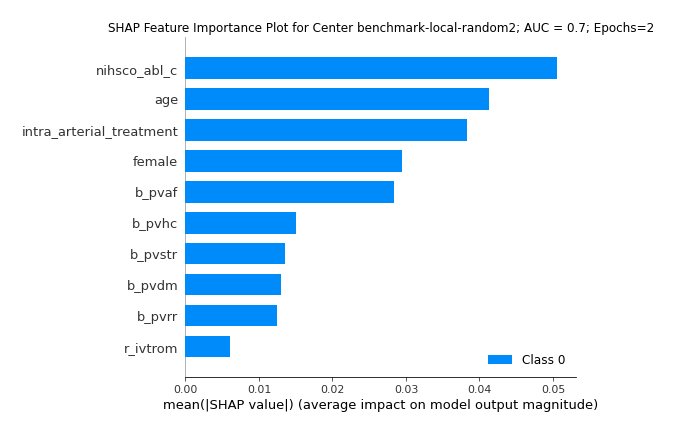 SHAP Feature Importance Plot for Center benchmark-local-random2; AUC = 0.7; Epochs=2
nihsco_abl_c
age
intra_arterial_treatment
female
b_pvaf
b_pvhc
b_pvstr
b_pvdm
b_pvrr
r_ivtrom
Class 0
0.00 0.01 0.02 0.03 0.04 0.05
mean(|SHAP value|) (average impact on model output magnitude)